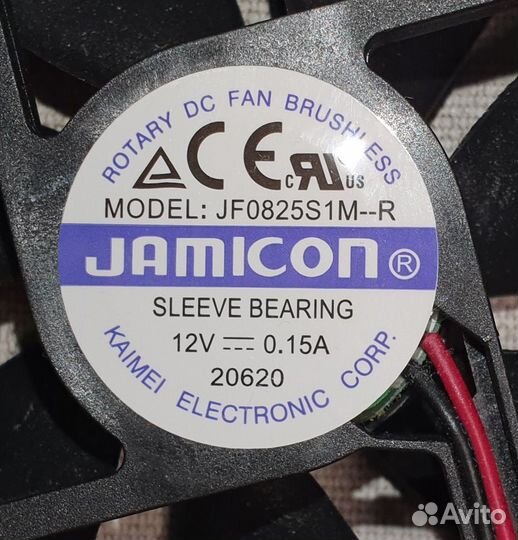 ROTARY DC FAN BRUSHLESS
CE c RU US
MODEL: JF0825S1M--R
JAMICON®
SLEEVE BEARING
12V ⎓ 0.15A
20620
KAIMEI ELECTRONIC CORP.
Avito